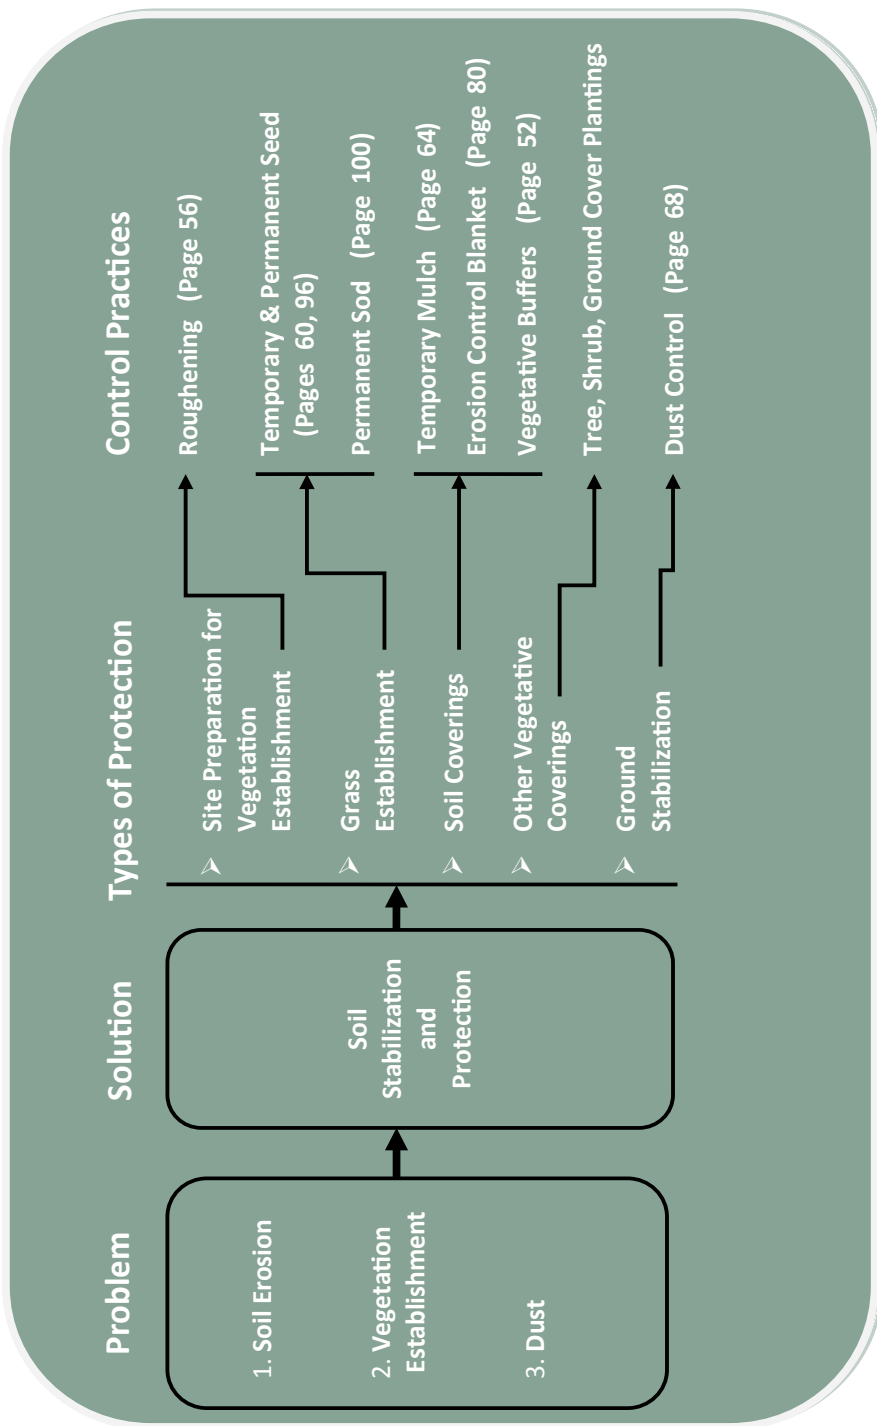 Problem
1. Soil Erosion
2. Vegetation
Establishment
3. Dust
Solution
Soil
Stabilization
and
Protection
Types of Protection
Site Preparation for
Vegetation
Establishment
Grass
Establishment
Soil Coverings
Other Vegetative
Coverings
Ground
Stabilization
Control Practices
Roughening (Page 56)
Temporary & Permanent Seed
(Pages 60, 96)
Permanent Sod (Page 100)
Temporary Mulch (Page 64)
Erosion Control Blanket (Page 80)
Vegetative Buffers (Page 52)
Tree, Shrub, Ground Cover Plantings
Dust Control (Page 68)